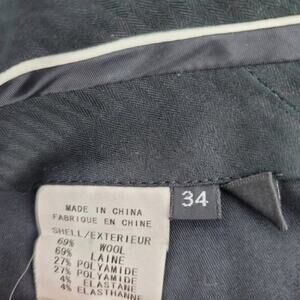 34
MADE IN CHINA
FABRIQUE EN CHINE
SHELL/EXTERIEUR
69% WOOL
69% LAINE
27% POLYAMIDE
27% POLYAMIDE
4% ELASTANE
4% ELASTHANNE